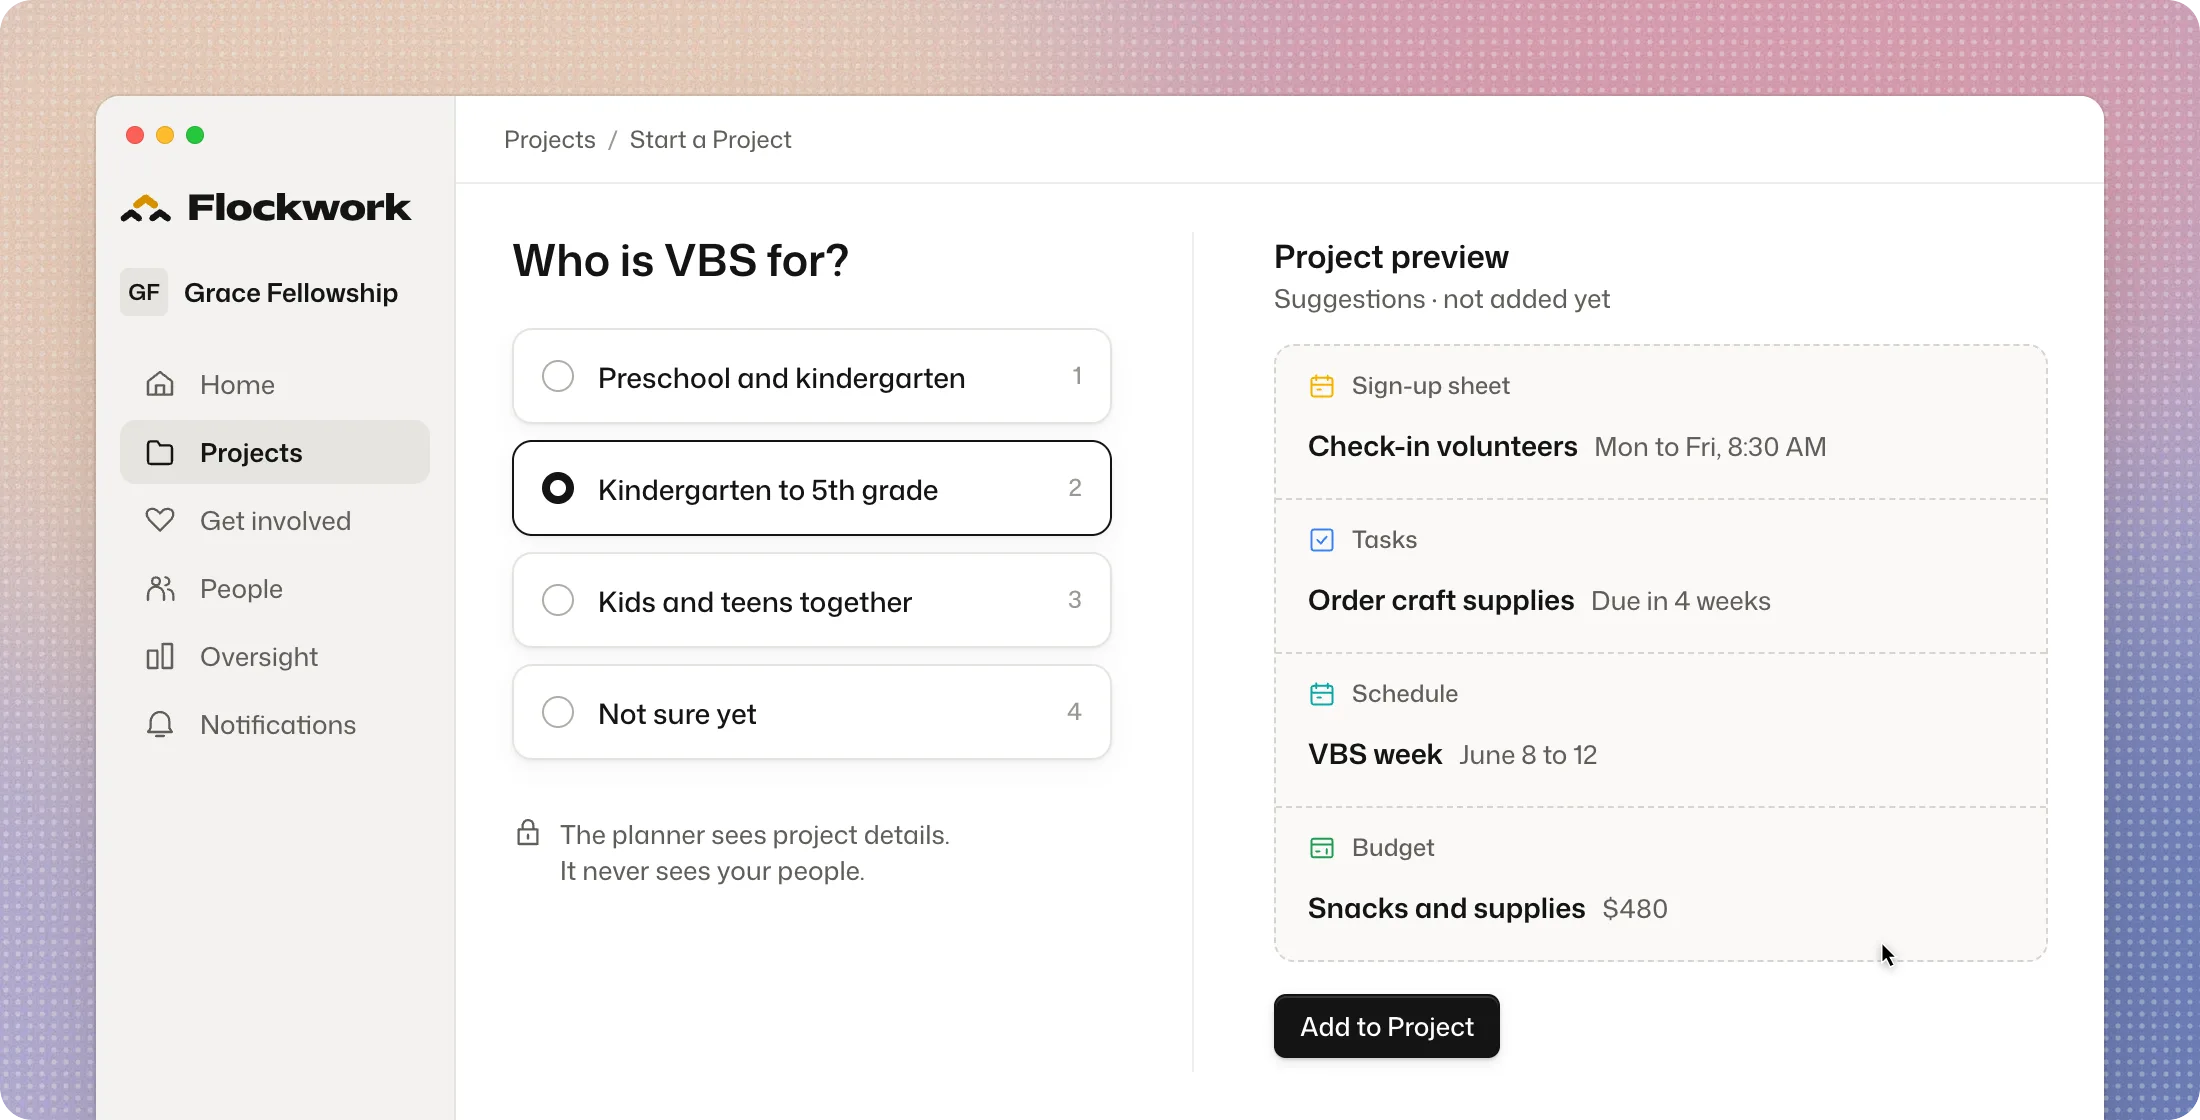 Flockwork
GF Grace Fellowship
Home
Projects
Get involved
People
Oversight
Notifications
Projects / Start a Project
Who is VBS for?
Preschool and kindergarten 1
Kindergarten to 5th grade 2
Kids and teens together 3
Not sure yet 4
The planner sees project details.
It never sees your people.
Project preview
Suggestions · not added yet
Sign-up sheet
Check-in volunteers Mon to Fri, 8:30 AM
Tasks
Order craft supplies Due in 4 weeks
Schedule
VBS week June 8 to 12
Budget
Snacks and supplies $480
Add to Project